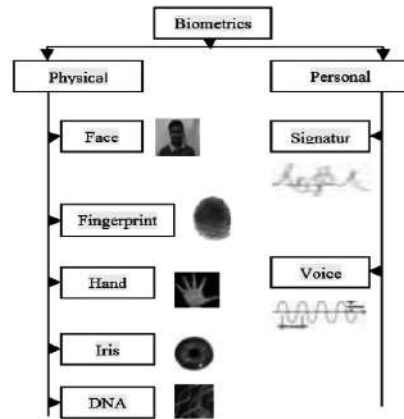 Biometrics
Physical
Personal
Face
Signatur
Fingerprint
Hand
Voice
Iris
DNA